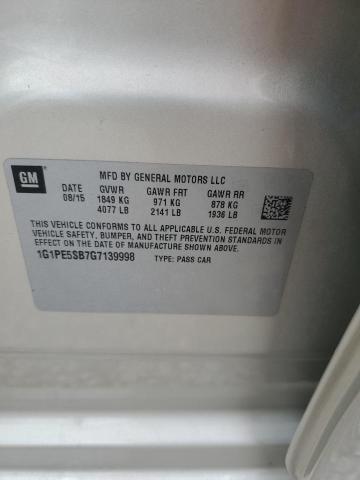 GM
MFD BY GENERAL MOTORS LLC
DATE GVWR GAWR FRT GAWR RR
08/15 1849 KG 971 KG 878 KG
4077 LB 2141 LB 1936 LB
THIS VEHICLE CONFORMS TO ALL APPLICABLE U.S. FEDERAL MOTOR
VEHICLE SAFETY, BUMPER, AND THEFT PREVENTION STANDARDS IN
EFFECT ON THE DATE OF MANUFACTURE SHOWN ABOVE.
1G1PE5SB7G7139998 TYPE: PASS CAR